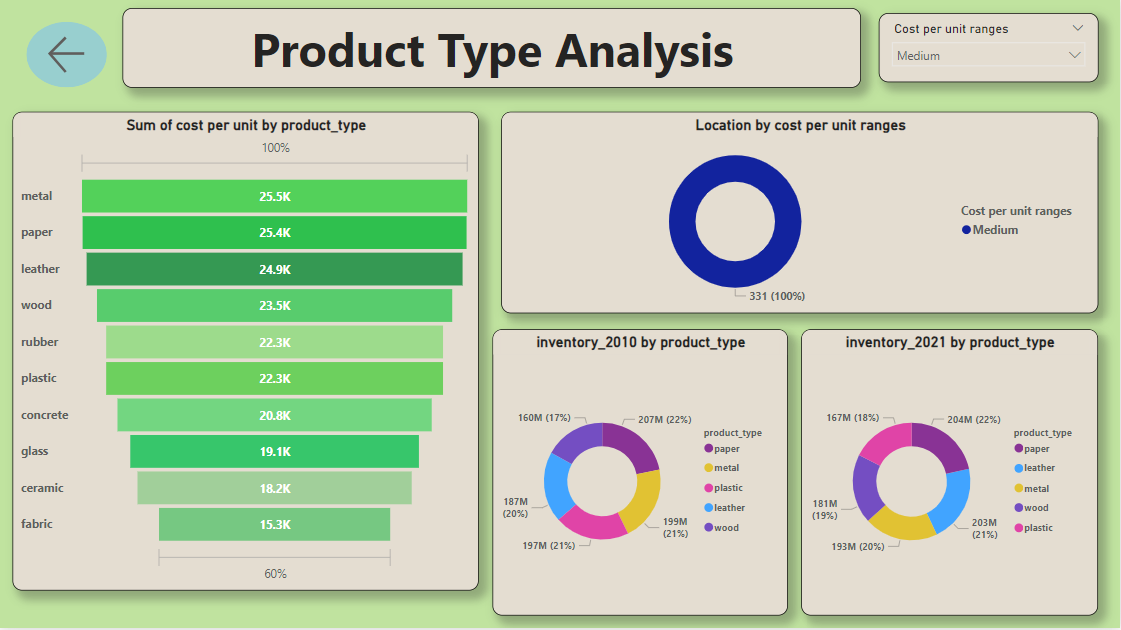 Product Type Analysis
Cost per unit ranges
Medium
Sum of cost per unit by product_type
100%
metal 25.5K
paper 25.4K
leather 24.9K
wood 23.5K
rubber 22.3K
plastic 22.3K
concrete 20.8K
glass 19.1K
ceramic 18.2K
fabric 15.3K
60%
Location by cost per unit ranges
331 (100%)
Cost per unit ranges
Medium
inventory_2010 by product_type
160M (17%)
207M (22%)
187M
(20%)
199M
(21%)
197M (21%)
product_type
paper
metal
plastic
leather
wood
inventory_2021 by product_type
167M (18%)
204M (22%)
181M
(19%)
203M
(21%)
193M (20%)
product_type
paper
leather
metal
wood
plastic